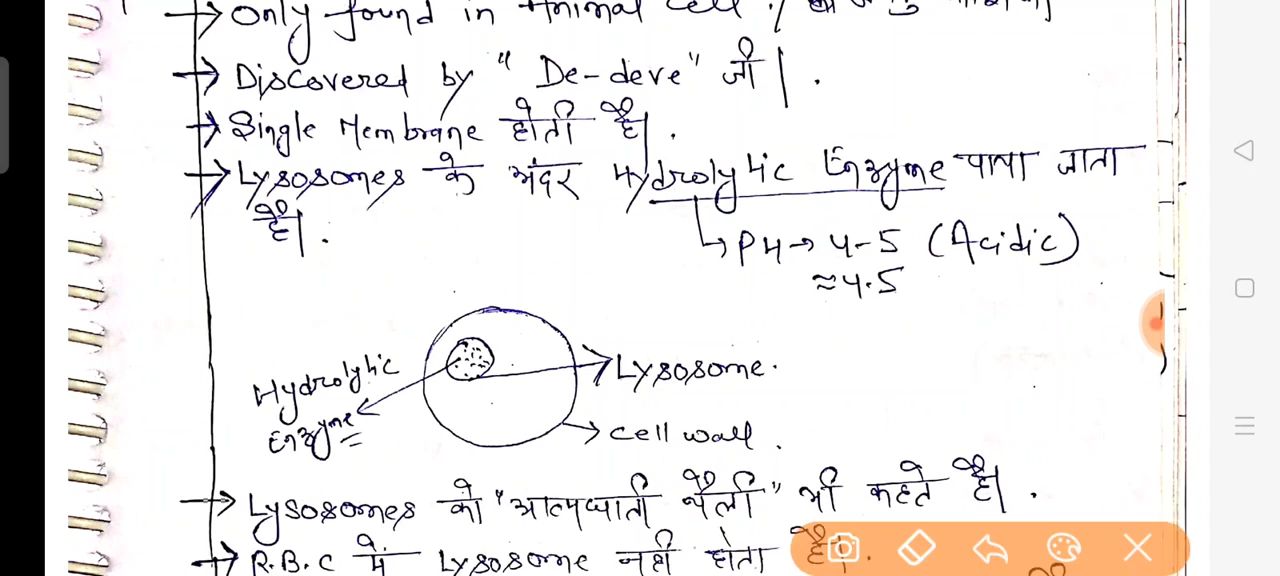 → Only found in Animal cell /
→ Discovered by "De-deve" जी |.
→ Single Membrane होती है।.
→ Lysosomes के अंदर Hydrolytic Enzyme पाया जाता
है।.
↳ PH → 4-5 (Acidic)
≈4.5
Hydrolytic
Enzyme
Lysosome.
Cell wall.
→ Lysosomes को "आत्मघाती थैली" भी कहते है।.
→ R.B.C में Lysosome नही होता है।.